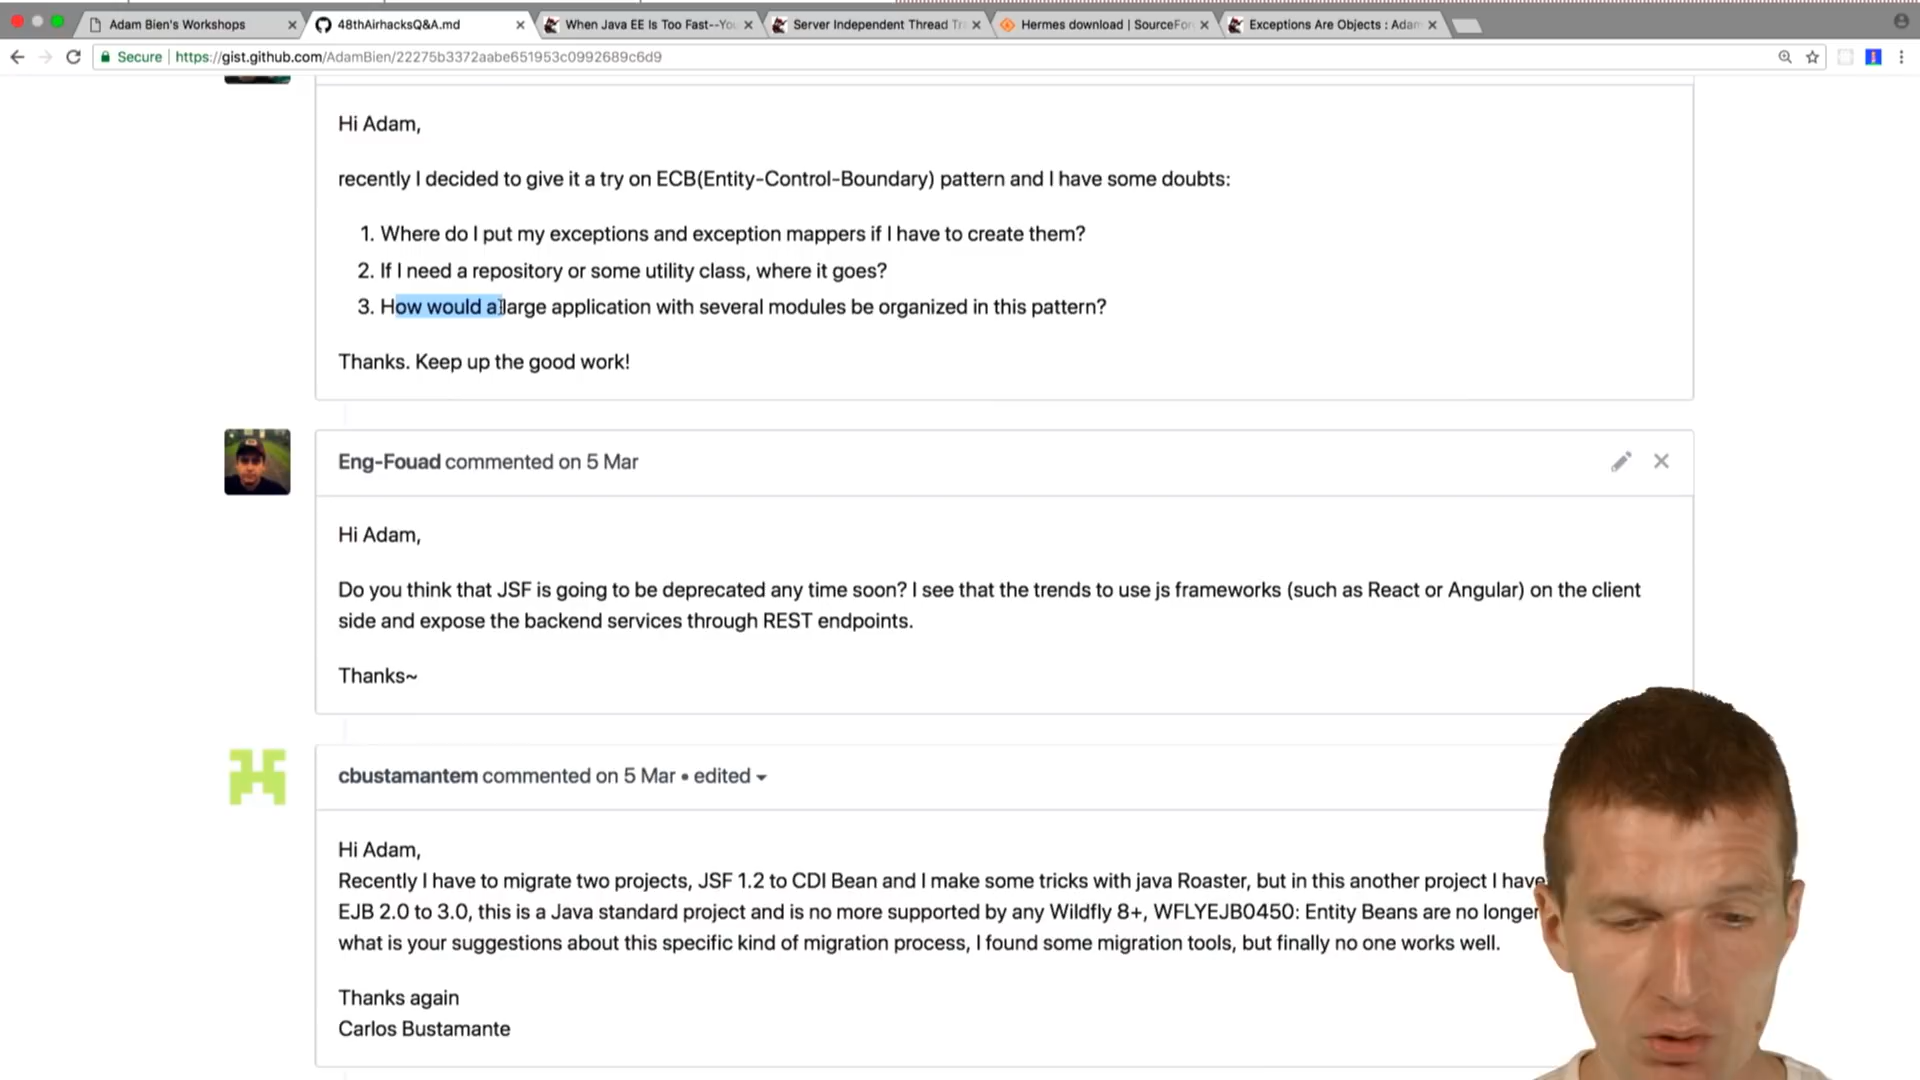 Adam Bien's Workshops
48thAirhacksQ&A.md
When Java EE Is Too Fast--You
Server Independent Thread Tr
Hermes download | SourceFor
Exceptions Are Objects : Adam
Secure
https://gist.github.com/AdamBien/22275b3372aabe651953c0992689c6d9
Hi Adam,
recently I decided to give it a try on ECB(Entity-Control-Boundary) pattern and I have some doubts:
1. Where do I put my exceptions and exception mappers if I have to create them?
2. If I need a repository or some utility class, where it goes?
3. How would a large application with several modules be organized in this pattern?
Thanks. Keep up the good work!
Eng-Fouad commented on 5 Mar
Hi Adam,
Do you think that JSF is going to be deprecated any time soon? I see that the trends to use js frameworks (such as React or Angular) on the client
side and expose the backend services through REST endpoints.
Thanks~
cbustamantem commented on 5 Mar • edited
Hi Adam,
Recently I have to migrate two projects, JSF 1.2 to CDI Bean and I make some tricks with java Roaster, but in this another project I have
EJB 2.0 to 3.0, this is a Java standard project and is no more supported by any Wildfly 8+, WFLYEJB0450: Entity Beans are no longer
what is your suggestions about this specific kind of migration process, I found some migration tools, but finally no one works well.
Thanks again
Carlos Bustamante